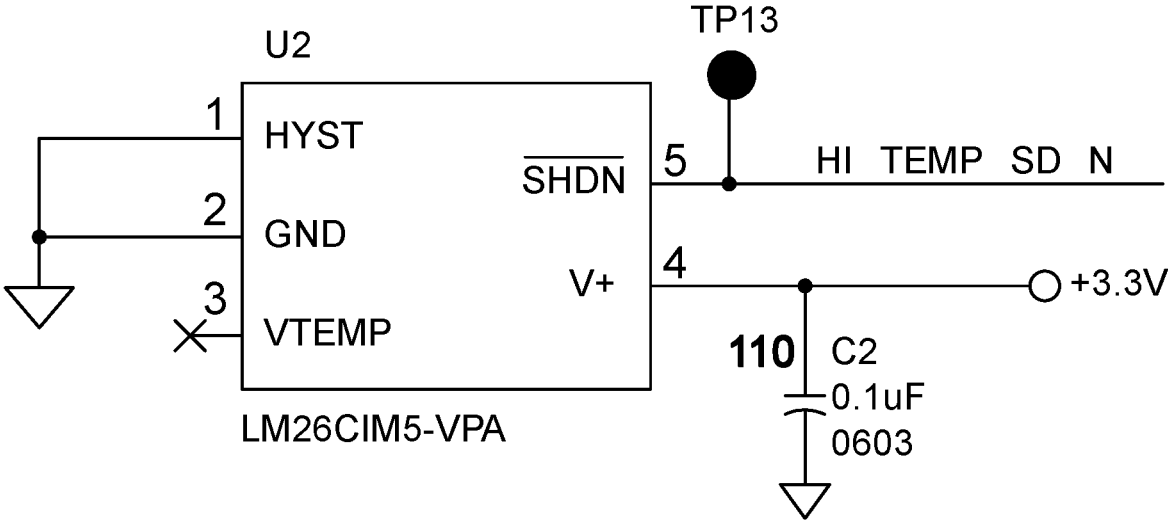 TP13
U2
1
HYST
5
SHDN
HI TEMP SD N
2
GND
4
V+
+3.3V
3
VTEMP
110
C2
0.1uF
0603
LM26CIM5-VPA